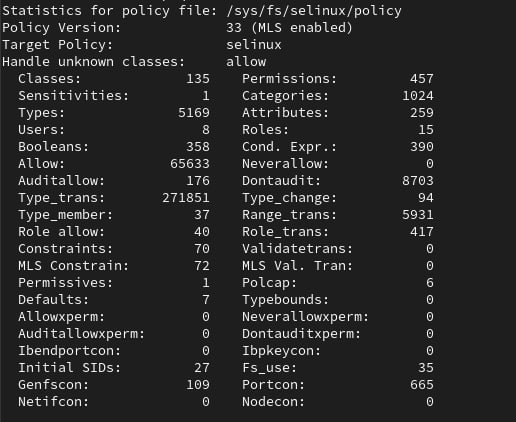 Statistics for policy file: /sys/fs/selinux/policy
Policy Version: 33 (MLS enabled)
Target Policy: selinux
Handle unknown classes: allow
Classes: 135 Permissions: 457
Sensitivities: 1 Categories: 1024
Types: 5169 Attributes: 259
Users: 8 Roles: 15
Booleans: 358 Cond. Expr.: 390
Allow: 65633 Neverallow: 0
Auditallow: 176 Dontaudit: 8703
Type_trans: 271851 Type_change: 94
Type_member: 37 Range_trans: 5931
Role allow: 40 Role_trans: 417
Constraints: 70 Validatetrans: 0
MLS Constrain: 72 MLS Val. Tran: 0
Permissives: 1 Polcap: 6
Defaults: 7 Typebounds: 0
Allowxperm: 0 Neverallowxperm: 0
Auditallowxperm: 0 Dontauditxperm: 0
Ibendportcon: 0 Ibpkeycon: 0
Initial SIDs: 27 Fs_use: 35
Genfscon: 109 Portcon: 665
Netifcon: 0 Nodecon: 0